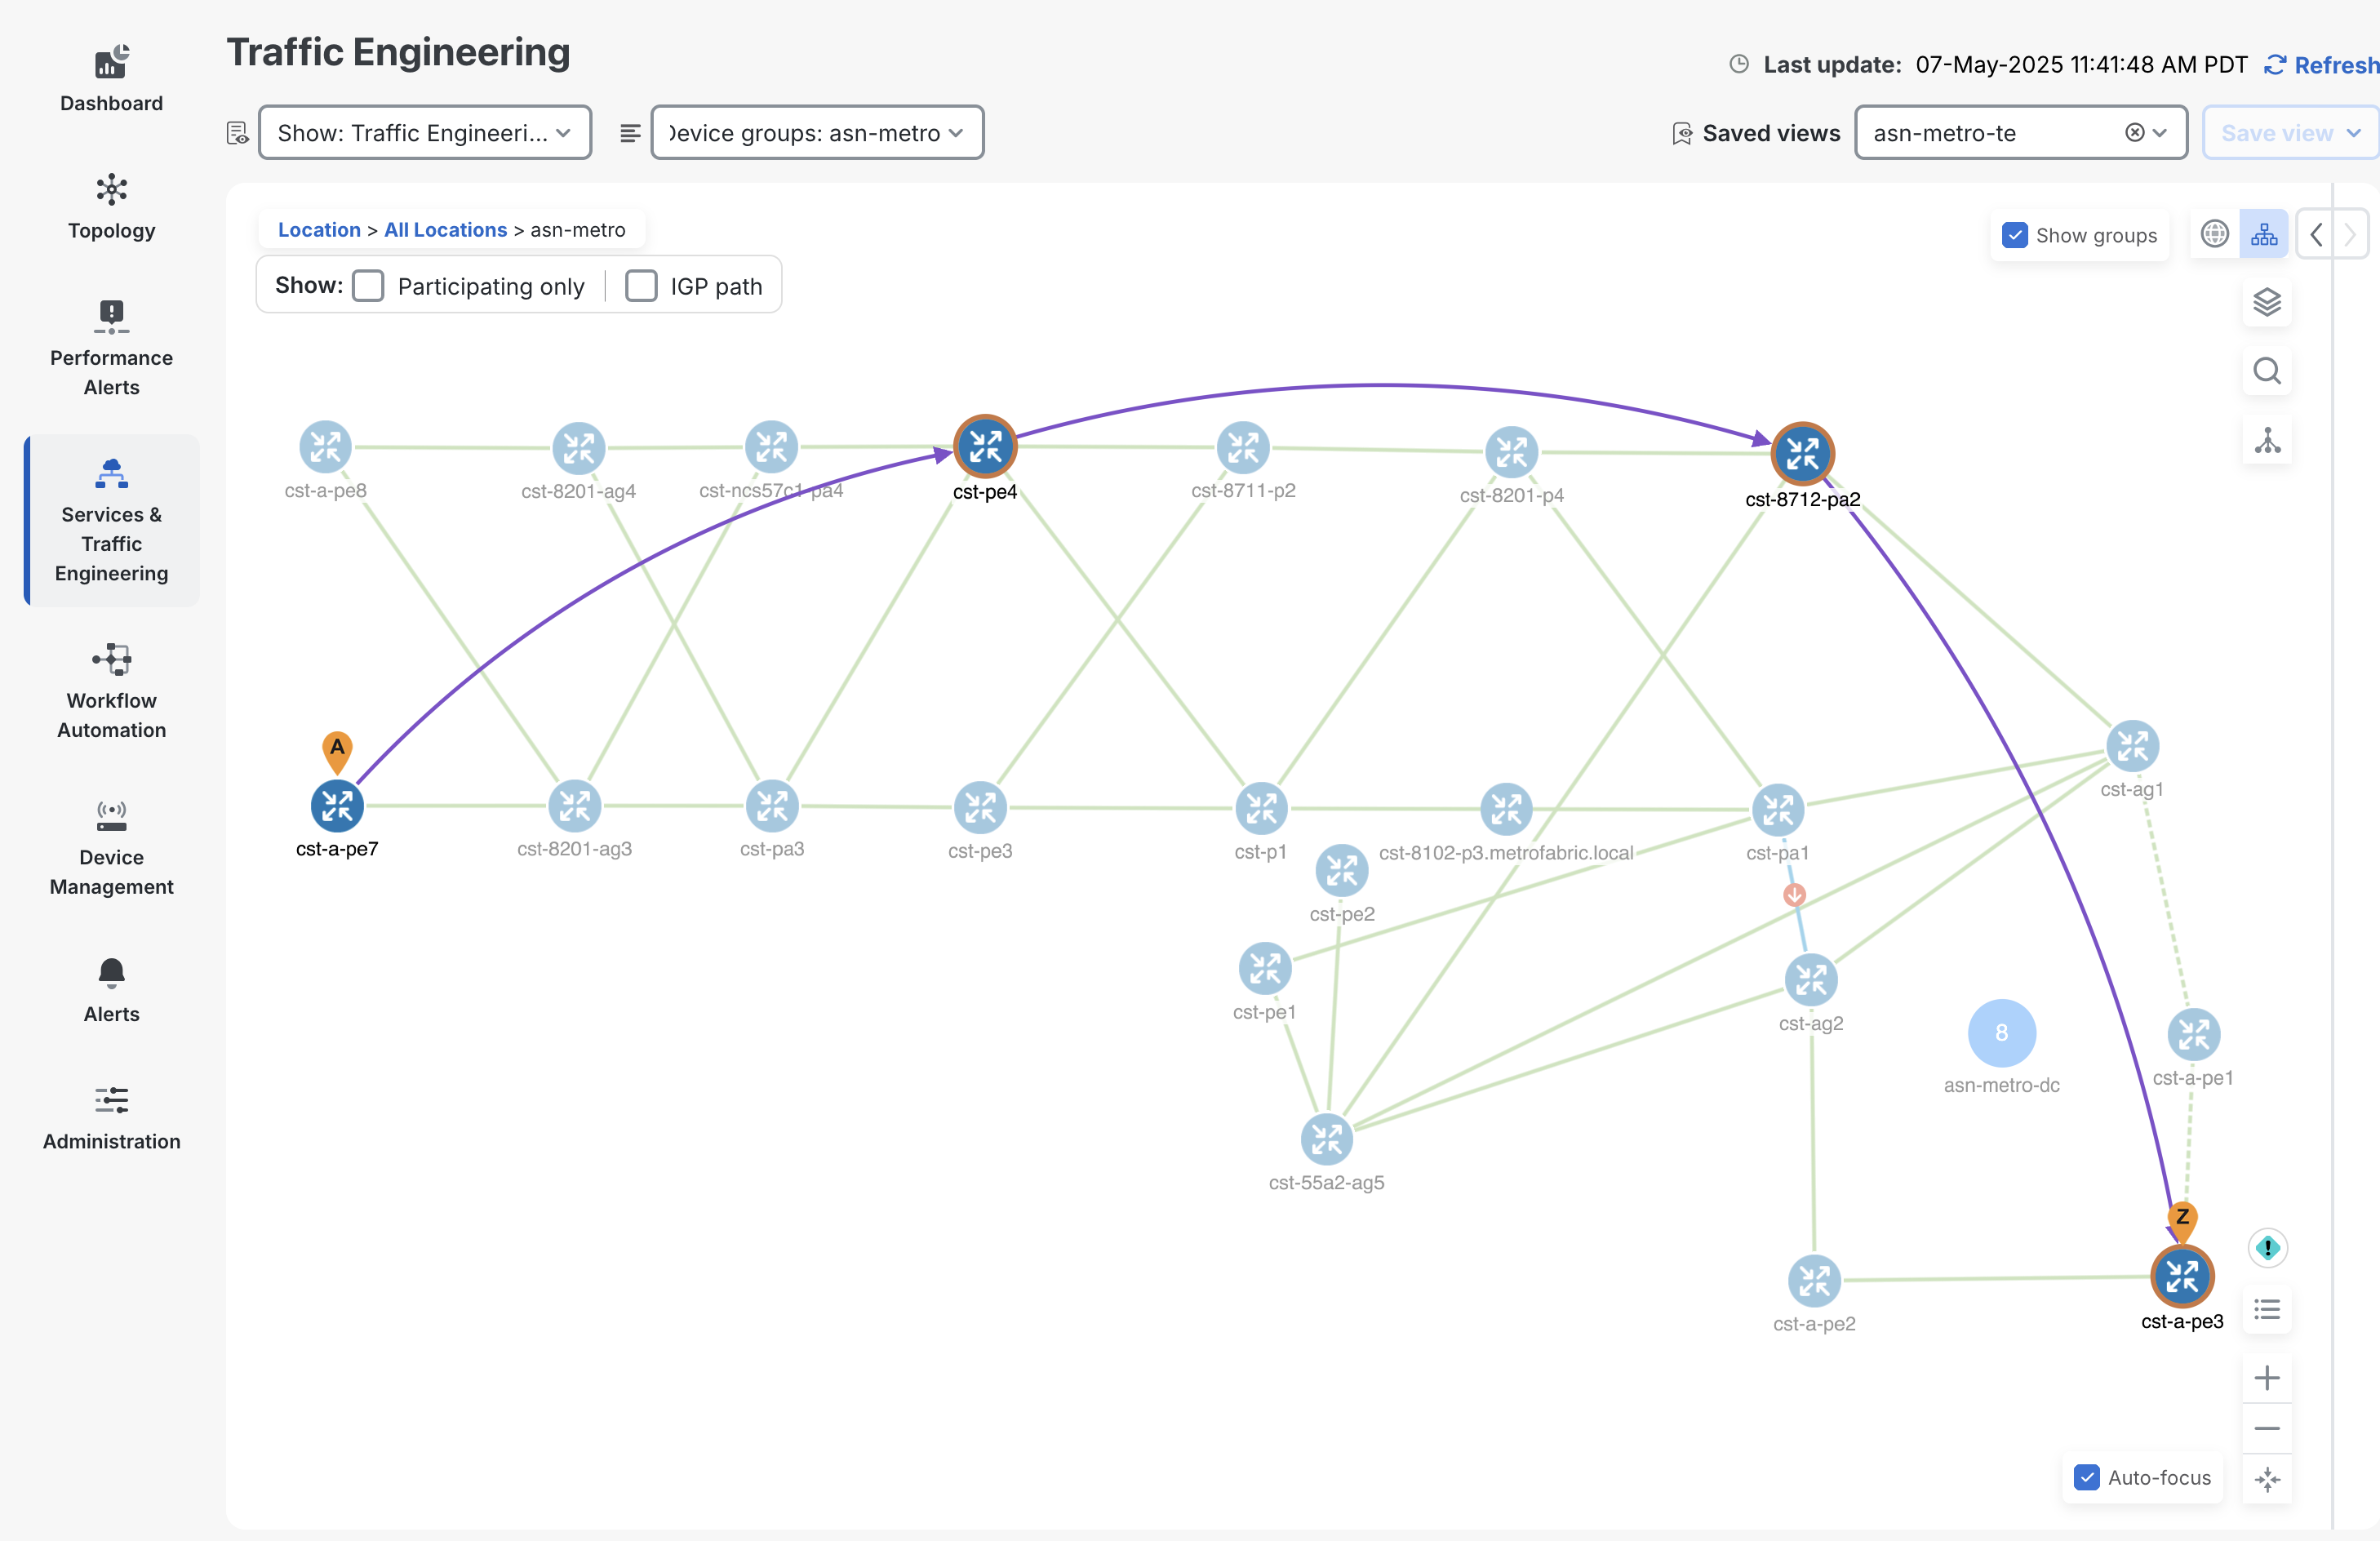 Traffic Engineering
Last update: 07-May-2025 11:41:48 AM PDT
Refresh
Show: Traffic Engineeri...
Device groups: asn-metro
Saved views
asn-metro-te
Save view
Dashboard
Topology
Performance
Alerts
Services &
Traffic
Engineering
Workflow
Automation
Device
Management
Alerts
Administration
Location > All Locations > asn-metro
Show groups
Show:
Participating only
IGP path
cst-a-pe8
cst-8201-ag4
cst-ncs57c1-pa4
cst-pe4
cst-8711-p2
cst-8201-p4
cst-8712-pa2
A
cst-ag1
cst-a-pe7
cst-8201-ag3
cst-pa3
cst-pe3
cst-p1
cst-8102-p3.metrofabric.local
cst-pa1
cst-pe2
cst-pe1
cst-ag2
8
asn-metro-dc
cst-a-pe1
cst-55a2-ag5
Z
cst-a-pe2
cst-a-pe3
Auto-focus